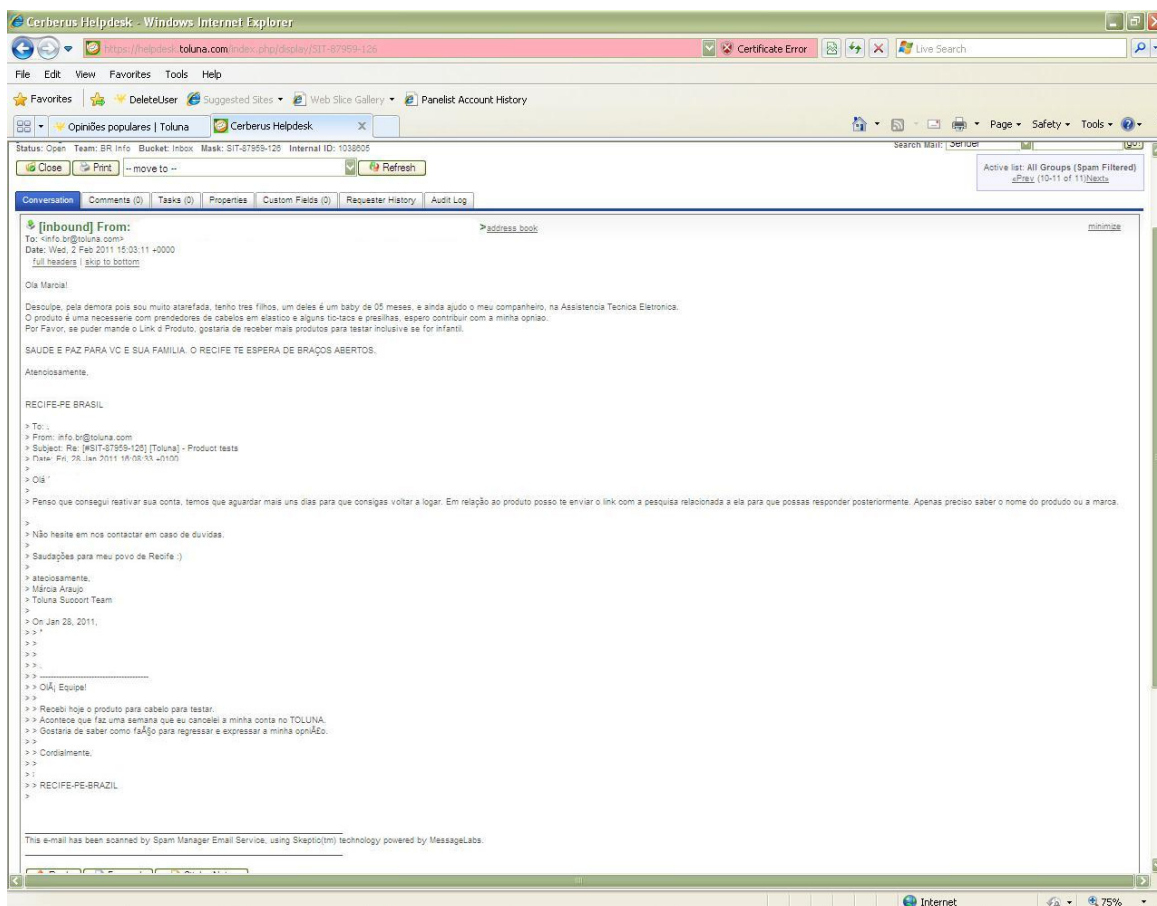 Cerberus Helpdesk - Windows Internet Explorer
https://helpdesk.toluna.com/index.php/display/SIT-87959-126
Certificate Error
Live Search
File Edit View Favorites Tools Help
Favorites DeleteUser Suggested Sites Web Slice Gallery Panelist Account History
Opiniões populares | Toluna Cerberus Helpdesk X Page Safety Tools
Status: Open Team: BR Info Bucket: Inbox Mask: SIT-87959-126 Internal ID: 1038605 Search Mail: Sender go!
Close Print -- move to -- Refresh
Active list: All Groups (Spam Filtered)
«Prev (10-11 of 11) Next»
Conversation Comments (0) Tasks (0) Properties Custom Fields (0) Requester History Audit Log
[inbound] From: >address book minimize
To: <info.br@toluna.com>
Date: Wed, 2 Feb 2011 15:03:11 +0000
full headers | skip to bottom
Ola Marcia!
Desculpe, pela demora pois sou muito atarefada, tenho tres filhos, um deles é um baby de 05 meses, e ainda ajudo o meu companheiro, na Assistencia Tecnica Eletronica.
O produto é uma necesserie com prendedores de cabelos em elastico e alguns tic-tacs e presilhas, espero contribuir com a minha opniao.
Por Favor, se puder mande o Link d Produto, gostaria de receber mais produtos para testar inclusive se for infantil.
SAUDE E PAZ PARA VC E SUA FAMILIA. O RECIFE TE ESPERA DE BRAÇOS ABERTOS.
Atenciosamente,
RECIFE-PE BRASIL
> To: ,
> From: info.br@toluna.com
> Subject: Re: [#SIT-87959-126] [Toluna] - Product tests
> Date: Fri, 28 Jan 2011 16:08:33 +0100
>
> Olá '
>
> Penso que consegui reativar sua conta, temos que aguardar mais uns dias para que consigas voltar a logar. Em relação ao produto posso te enviar o link com a pesquisa relacionada a ela para que possas responder posteriormente. Apenas preciso saber o nome do produdo ou a marca.
>
> Não hesite em nos contactar em caso de duvidas.
>
> Saudações para meu povo de Recife :)
>
> ateciosamente,
> Márcia Araujo
> Toluna Support Team
>
> On Jan 28, 2011,
> > "
> >
> >
> > .
> > ----------------------------------------
> > OlÃ¡ Equipe!
> >
> > Recebi hoje o produto para cabelo para testar.
> > Acontece que faz uma semana que eu cancelei a minha conta no TOLUNA.
> > Gostaria de saber como faÃ§o para regressar e expressar a minha opniÃ£o.
> >
> > Cordialmente,
> >
> :
> > RECIFE-PE-BRAZIL
>
This e-mail has been scanned by Spam Manager Email Service, using Skeptic(tm) technology powered by MessageLabs.
Internet 75%